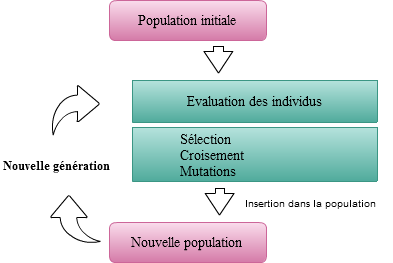 Population initiale
Evaluation des individus
Sélection
Croisement
Mutations
Nouvelle génération
Insertion dans la population
Nouvelle population